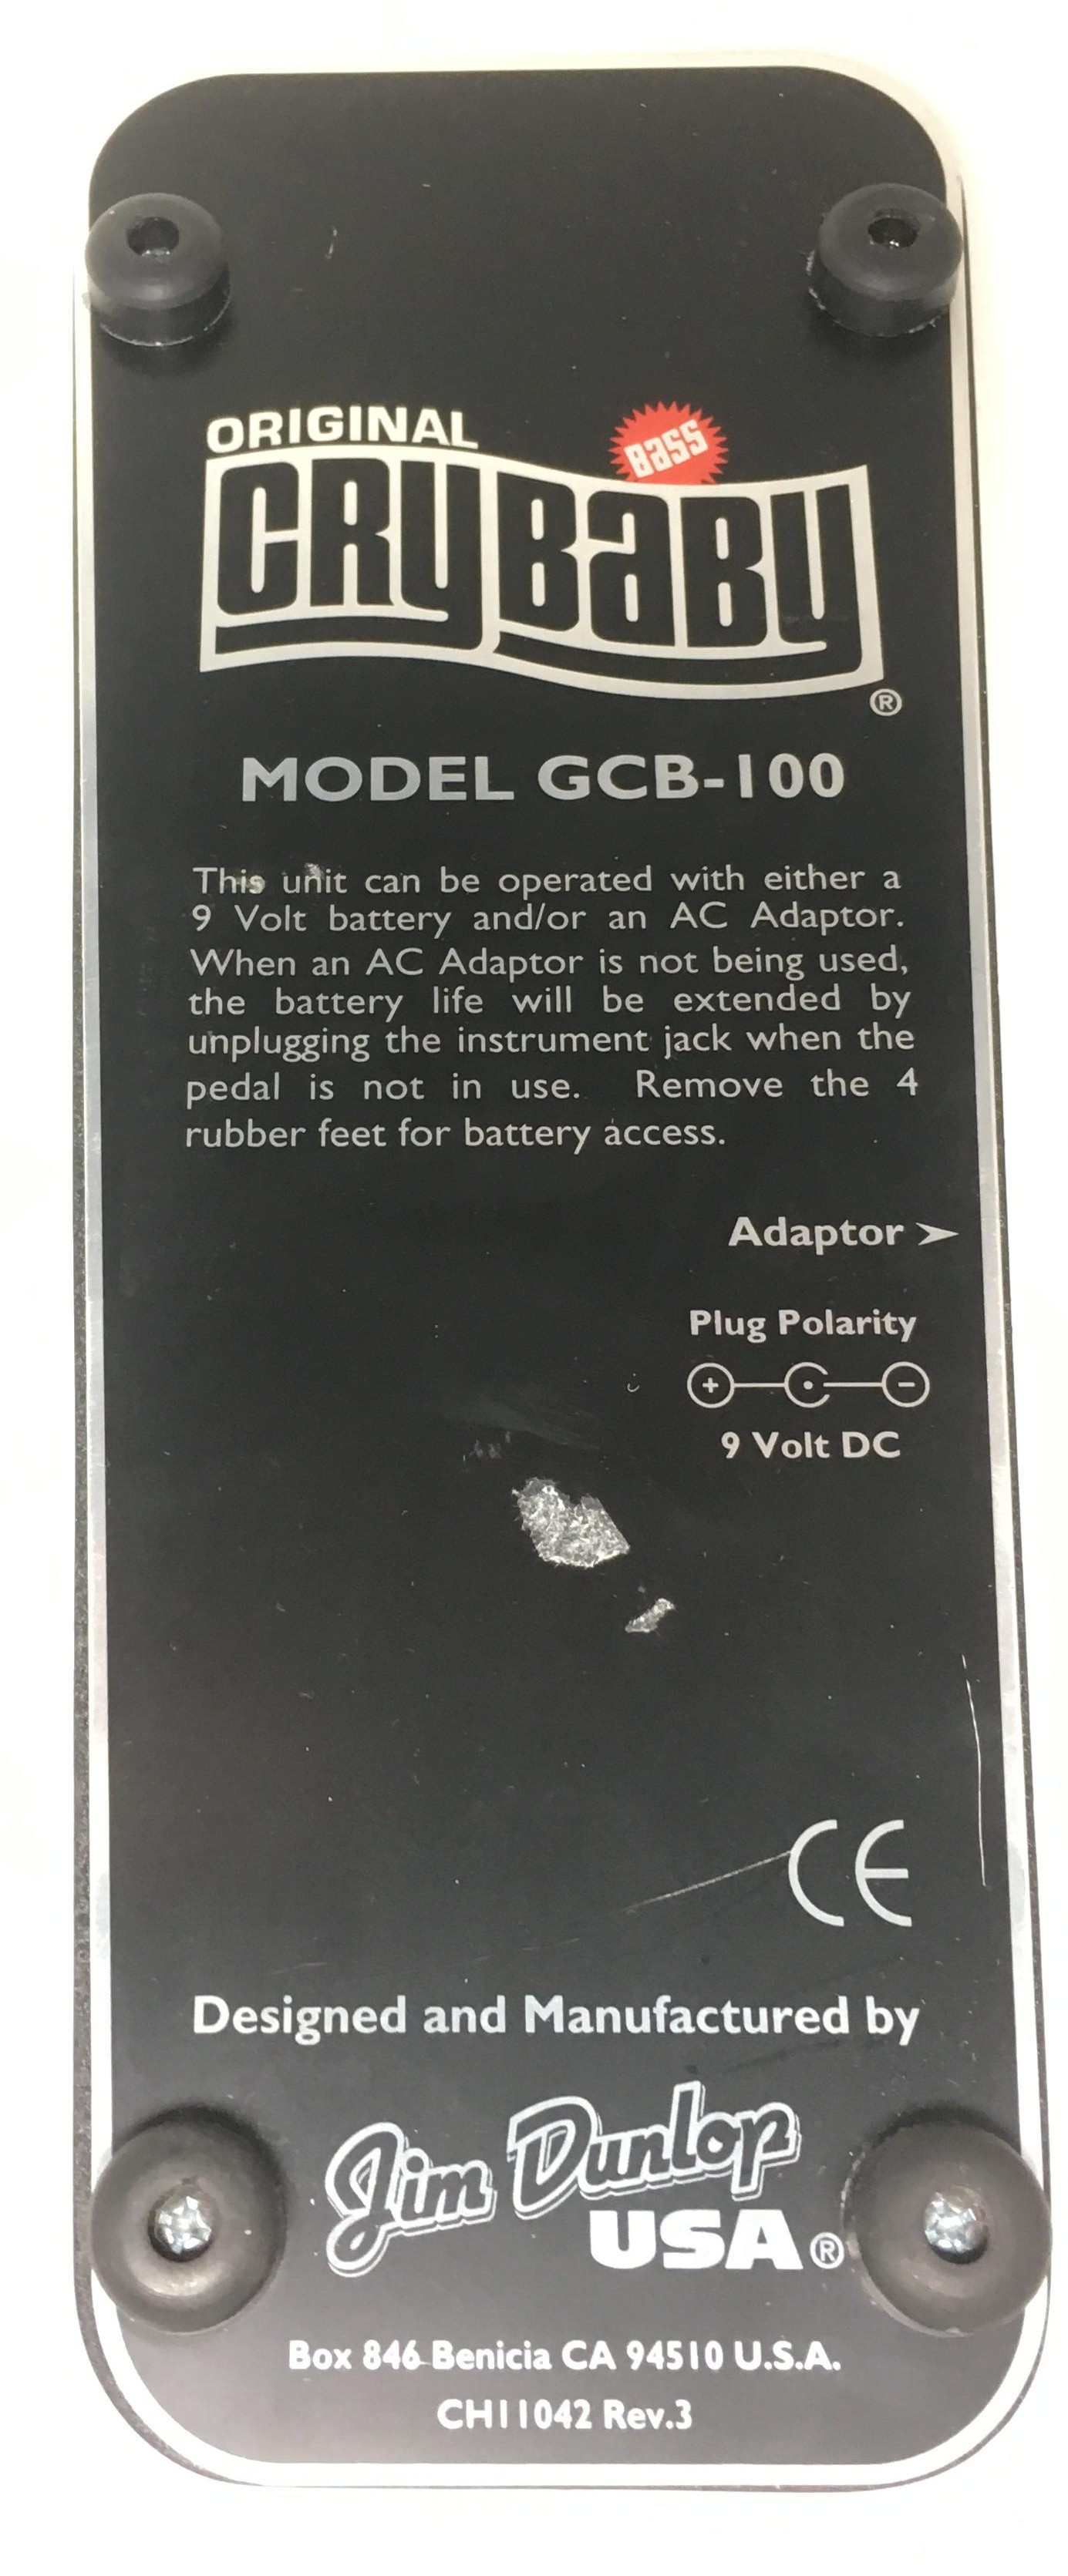 ORIGINAL
BASS
CRYBABY
®
MODEL GCB-100
This unit can be operated with either a
9 Volt battery and/or an AC Adaptor.
When an AC Adaptor is not being used,
the battery life will be extended by
unplugging the instrument jack when the
pedal is not in use. Remove the 4
rubber feet for battery access.
Adaptor ➤
Plug Polarity
+ -
9 Volt DC
CE
Designed and Manufactured by
Jim Dunlop
USA®
Box 846 Benicia CA 94510 U.S.A.
CH11042 Rev.3